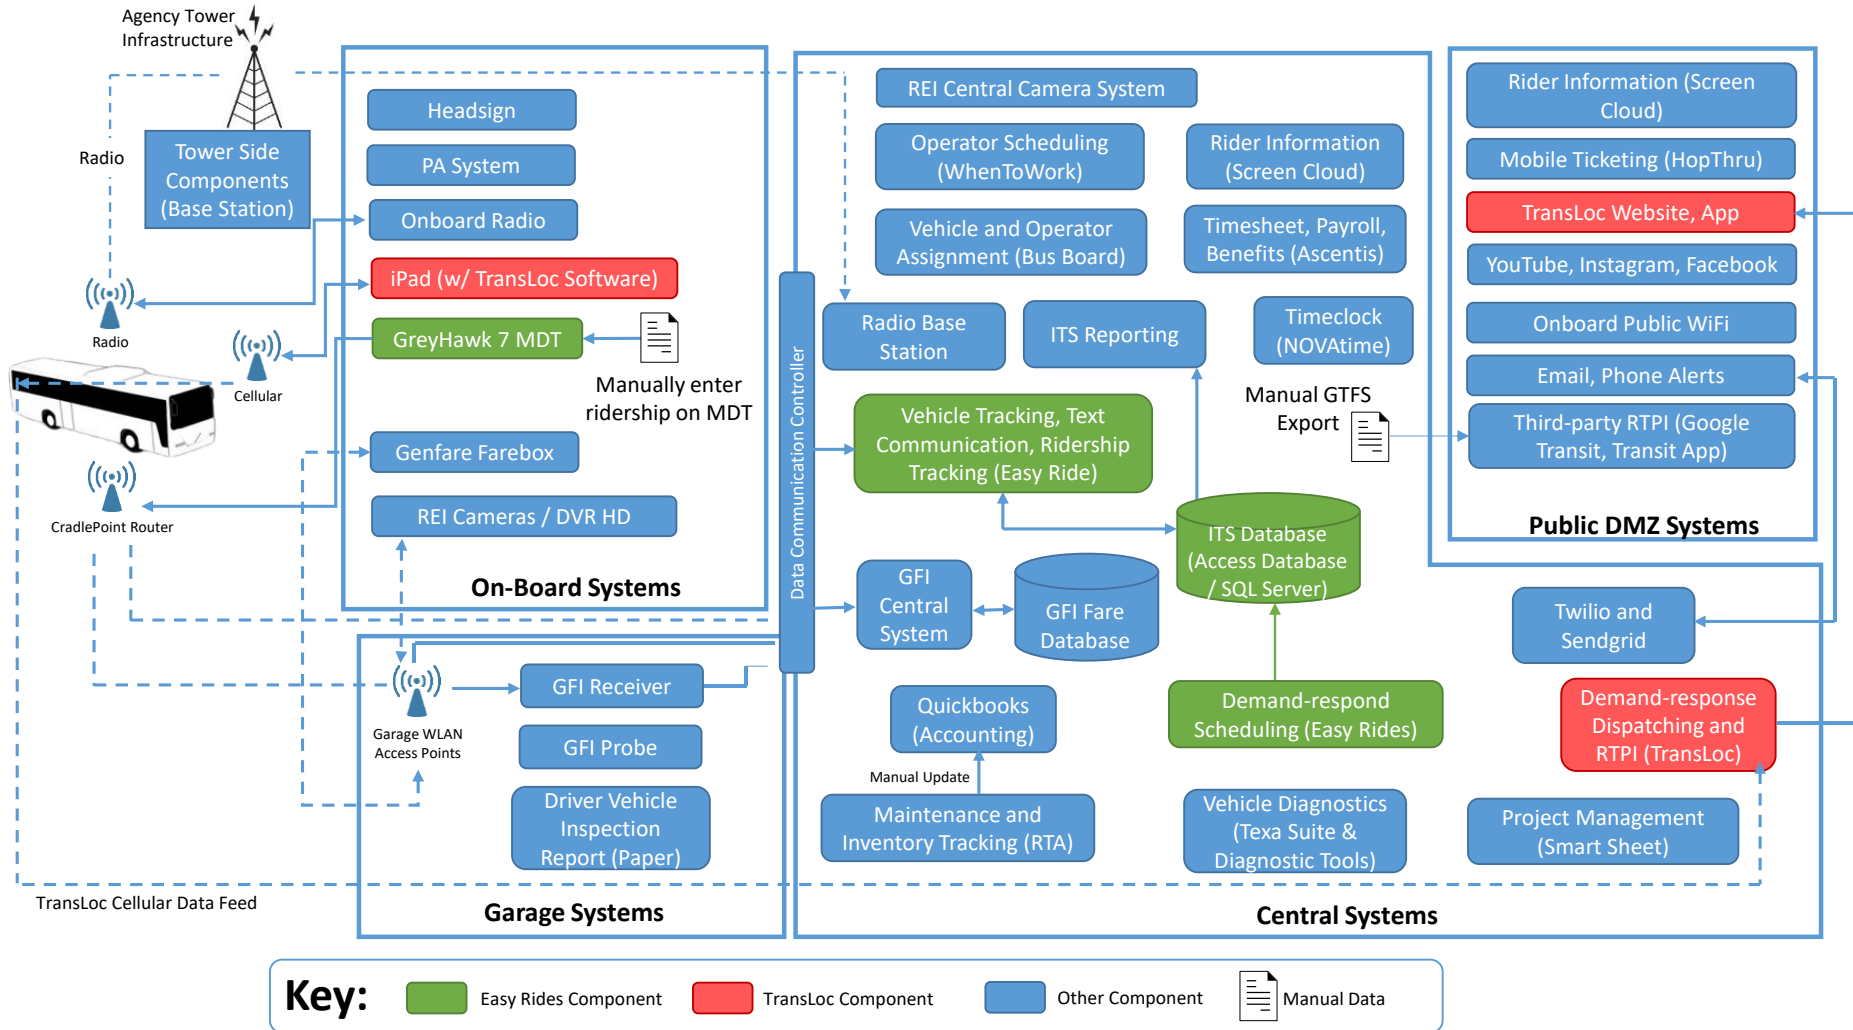 Agency Tower
Infrastructure
Radio
Tower Side
Components
(Base Station)
Radio
Cellular
CradlePoint Router
TransLoc Cellular Data Feed
Headsign
PA System
Onboard Radio
iPad (w/ TransLoc Software)
GreyHawk 7 MDT
Manually enter
ridership on MDT
Genfare Farebox
REI Cameras / DVR HD
On-Board Systems
Garage WLAN
Access Points
GFI Receiver
GFI Probe
Driver Vehicle
Inspection
Report (Paper)
Garage Systems
Data Communication Controller
REI Central Camera System
Operator Scheduling
(WhenToWork)
Rider Information
(Screen Cloud)
Vehicle and Operator
Assignment (Bus Board)
Timesheet, Payroll,
Benefits (Ascentis)
Radio Base
Station
ITS Reporting
Timeclock
(NOVAtime)
Vehicle Tracking, Text
Communication, Ridership
Tracking (Easy Ride)
Manual GTFS
Export
ITS Database
(Access Database
/ SQL Server)
GFI
Central
System
GFI Fare
Database
Quickbooks
(Accounting)
Manual Update
Maintenance and
Inventory Tracking (RTA)
Demand-respond
Scheduling (Easy Rides)
Vehicle Diagnostics
(Texa Suite &
Diagnostic Tools)
Twilio and
Sendgrid
Demand-response
Dispatching and
RTPI (TransLoc)
Project Management
(Smart Sheet)
Central Systems
Rider Information (Screen
Cloud)
Mobile Ticketing (HopThru)
TransLoc Website, App
YouTube, Instagram, Facebook
Onboard Public WiFi
Email, Phone Alerts
Third-party RTPI (Google
Transit, Transit App)
Public DMZ Systems
Key:
Easy Rides Component
TransLoc Component
Other Component
Manual Data